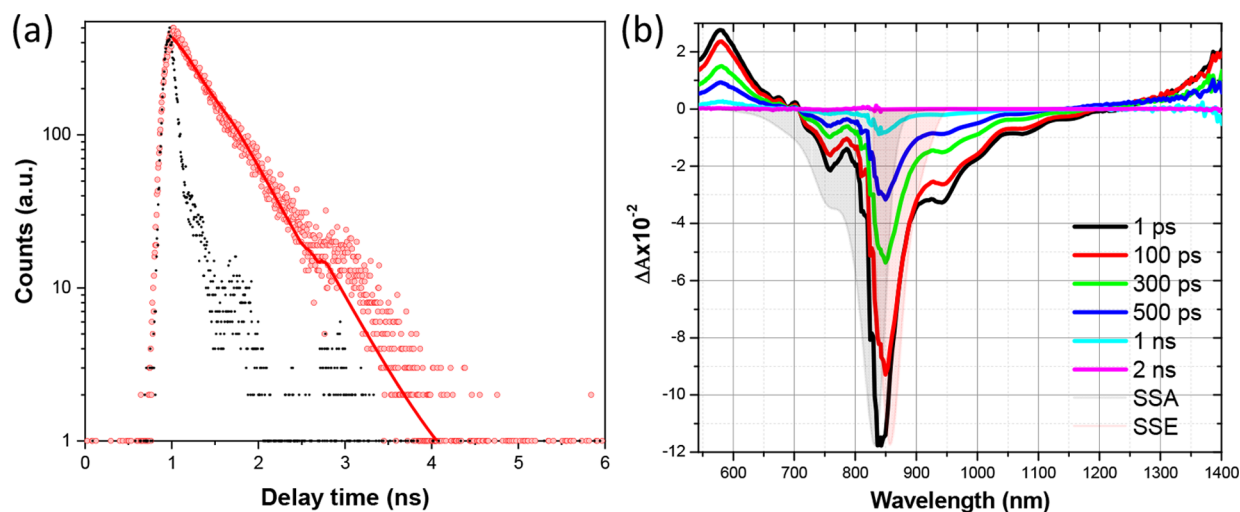 (a)
Counts (a.u.)
100
10
1
0 1 2 3 4 5 6
Delay time (ns)
(b)
ΔAx10⁻²
2
0
-2
-4
-6
-8
-10
-12
1 ps
100 ps
300 ps
500 ps
1 ns
2 ns
SSA
SSE
600 700 800 900 1000 1100 1200 1300 1400
Wavelength (nm)